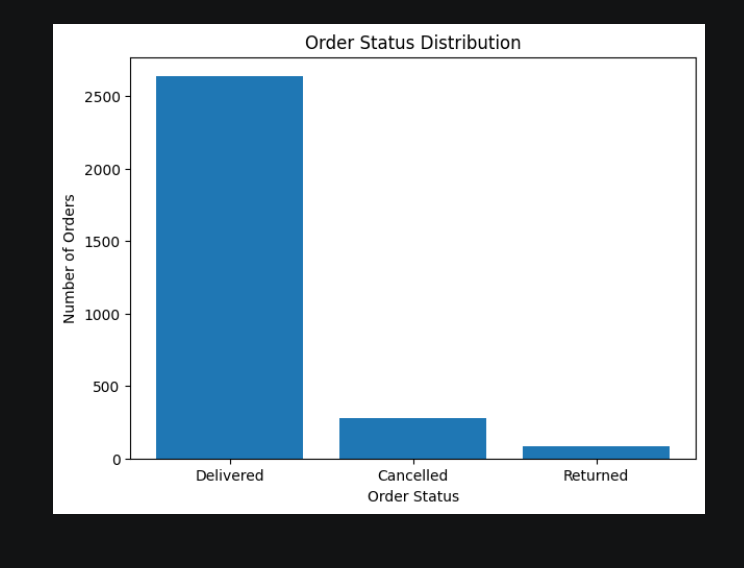 Order Status Distribution
Number of Orders
2500
2000
1500
1000
500
0
Delivered Cancelled Returned
Order Status